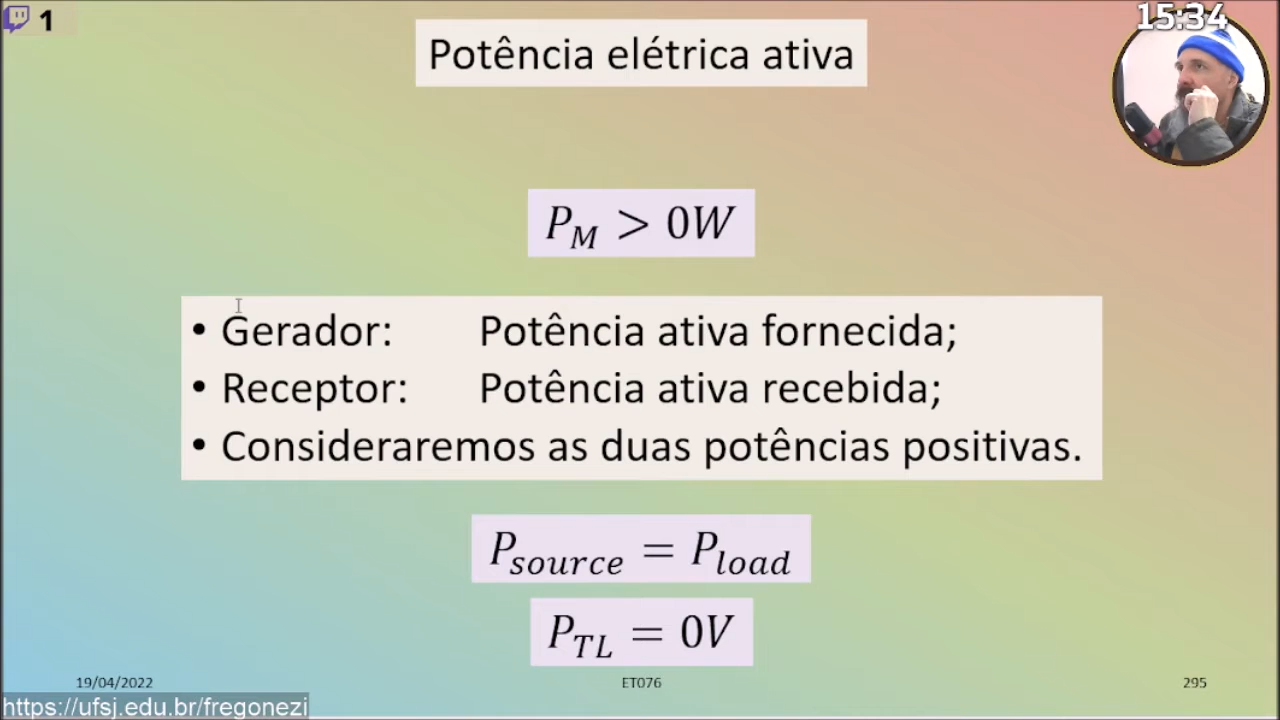 1
15:34
Potência elétrica ativa
P_M > 0W
• Gerador: Potência ativa fornecida;
• Receptor: Potência ativa recebida;
• Consideraremos as duas potências positivas.
P_source = P_load
P_TL = 0V
19/04/2022 ET076 295
https://ufsj.edu.br/fregonezi